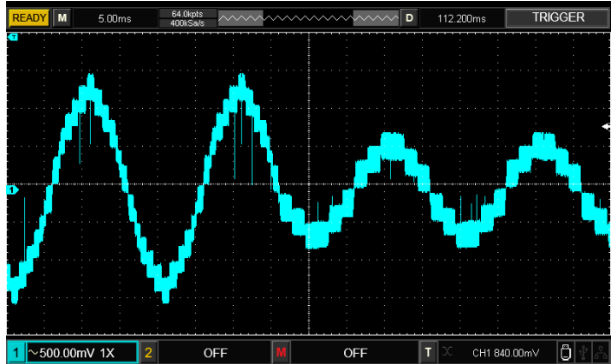 READY M 5.00ms 64.0kpts D 112.200ms TRIGGER
400kSa/s
T
1
1 ~500.00mV 1X 2 OFF M OFF T CH1 840.00mV